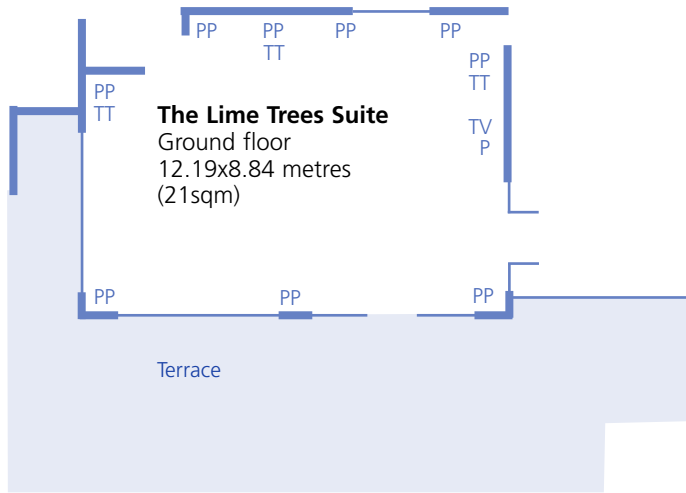 PP PP PP PP
TT
PP
TT
PP
TT
The Lime Trees Suite
Ground floor
12.19x8.84 metres
(21sqm)
TV
P
PP PP PP
Terrace